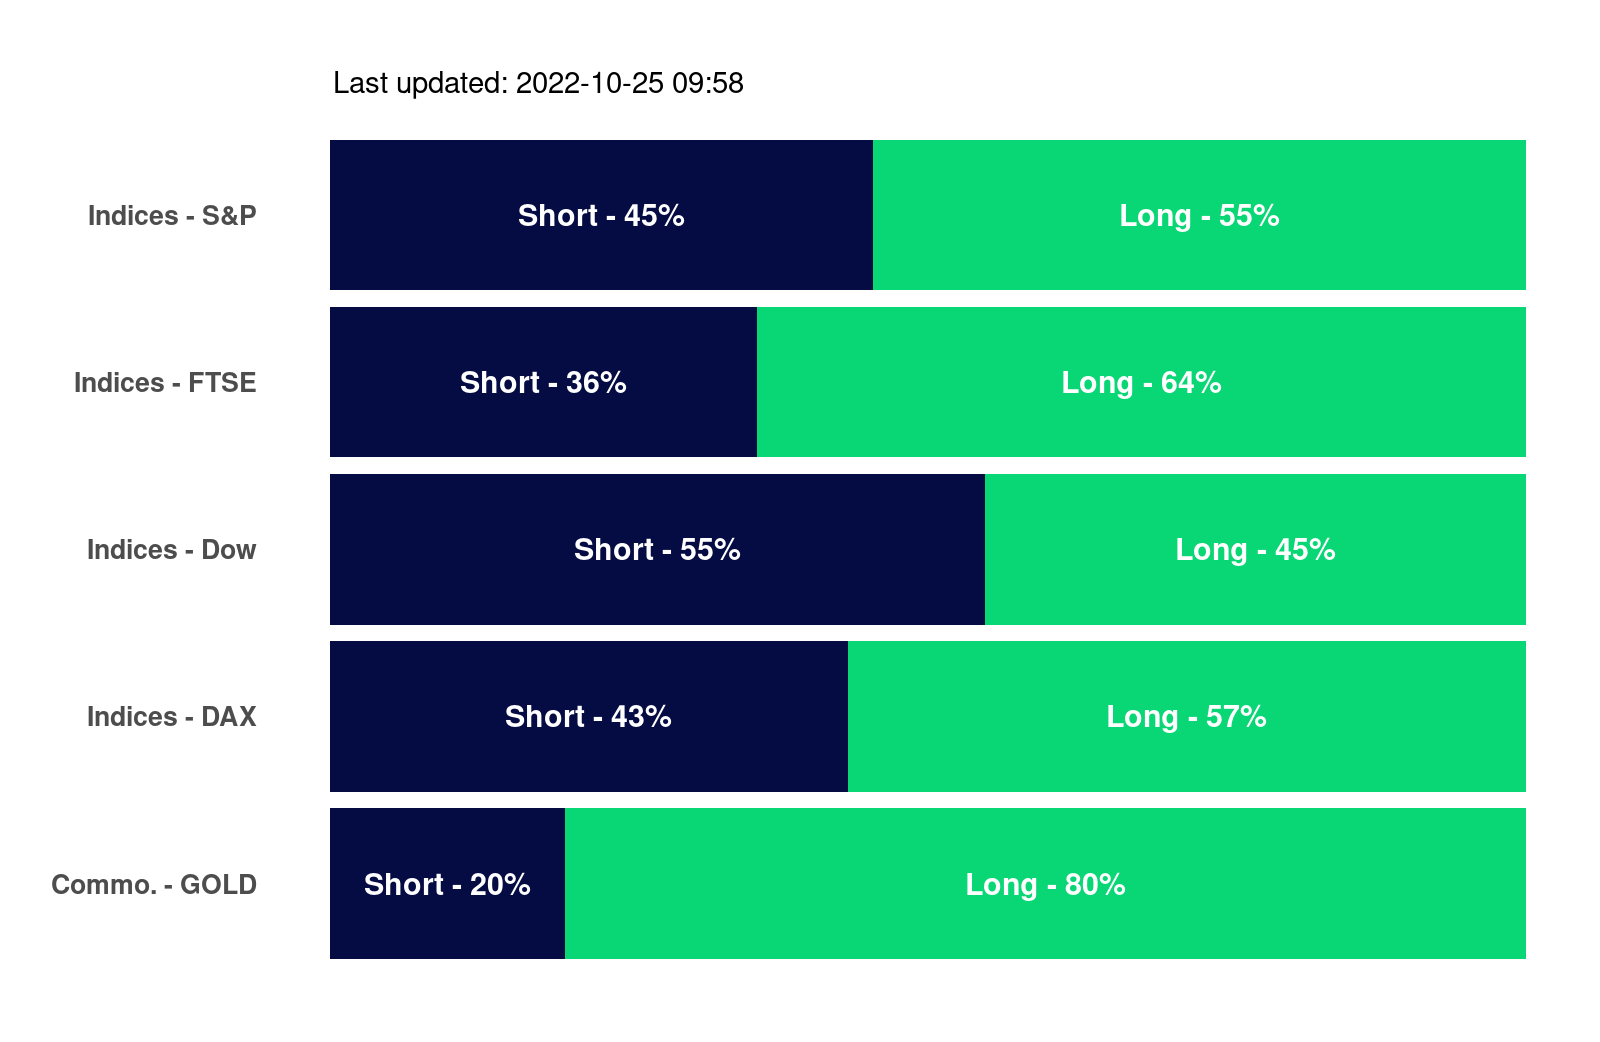 Last updated: 2022-10-25 09:58
Indices - S&P
Short - 45%
Long - 55%
Indices - FTSE
Short - 36%
Long - 64%
Indices - Dow
Short - 55%
Long - 45%
Indices - DAX
Short - 43%
Long - 57%
Commo. - GOLD
Short - 20%
Long - 80%